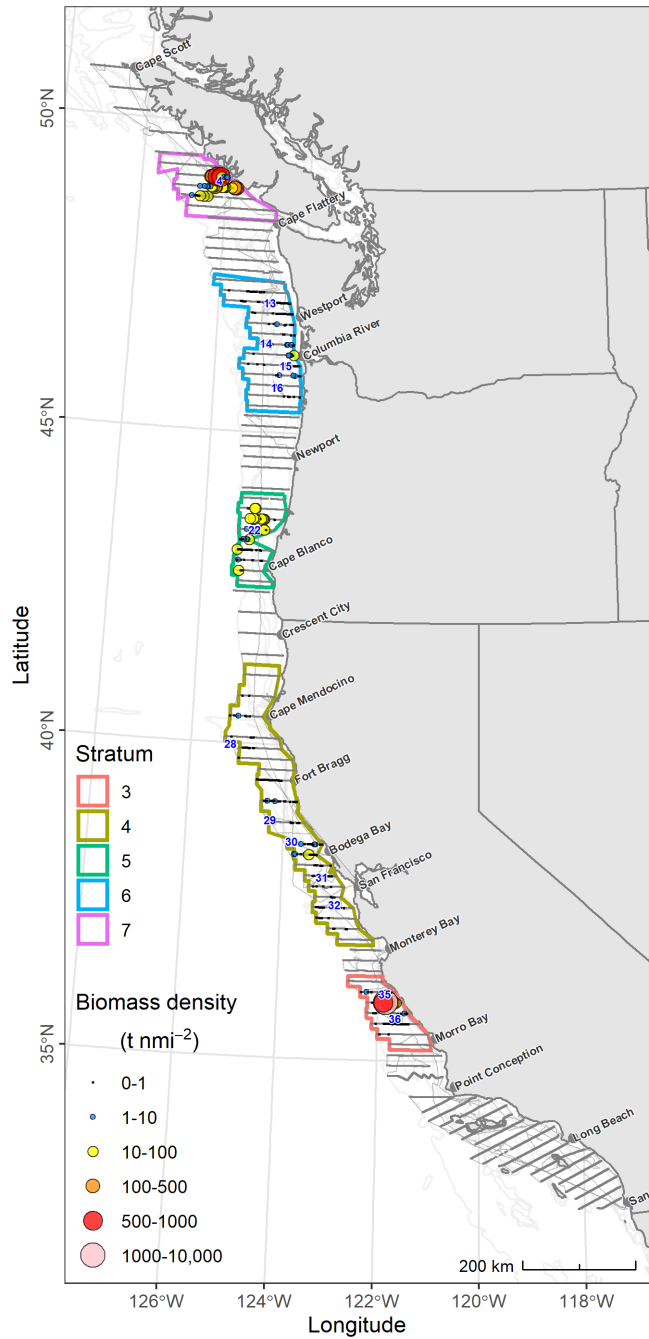 Cape Scott
50°N
4
Cape Flattery
13
Westport
14
Columbia River
15
16
45°N
Newport
22
Cape Blanco
Crescent City
Latitude
Cape Mendocino
40°N
28
Stratum
Fort Bragg
3
4
29
5
30
Bodega Bay
6
31
San Francisco
7
32
Monterey Bay
35
Biomass density
(t nmi⁻²)
36
Morro Bay
35°N
0-1
Point Conception
1-10
10-100
Long Beach
100-500
San
500-1000
1000-10,000
200 km
126°W
124°W
122°W
120°W
118°W
Longitude